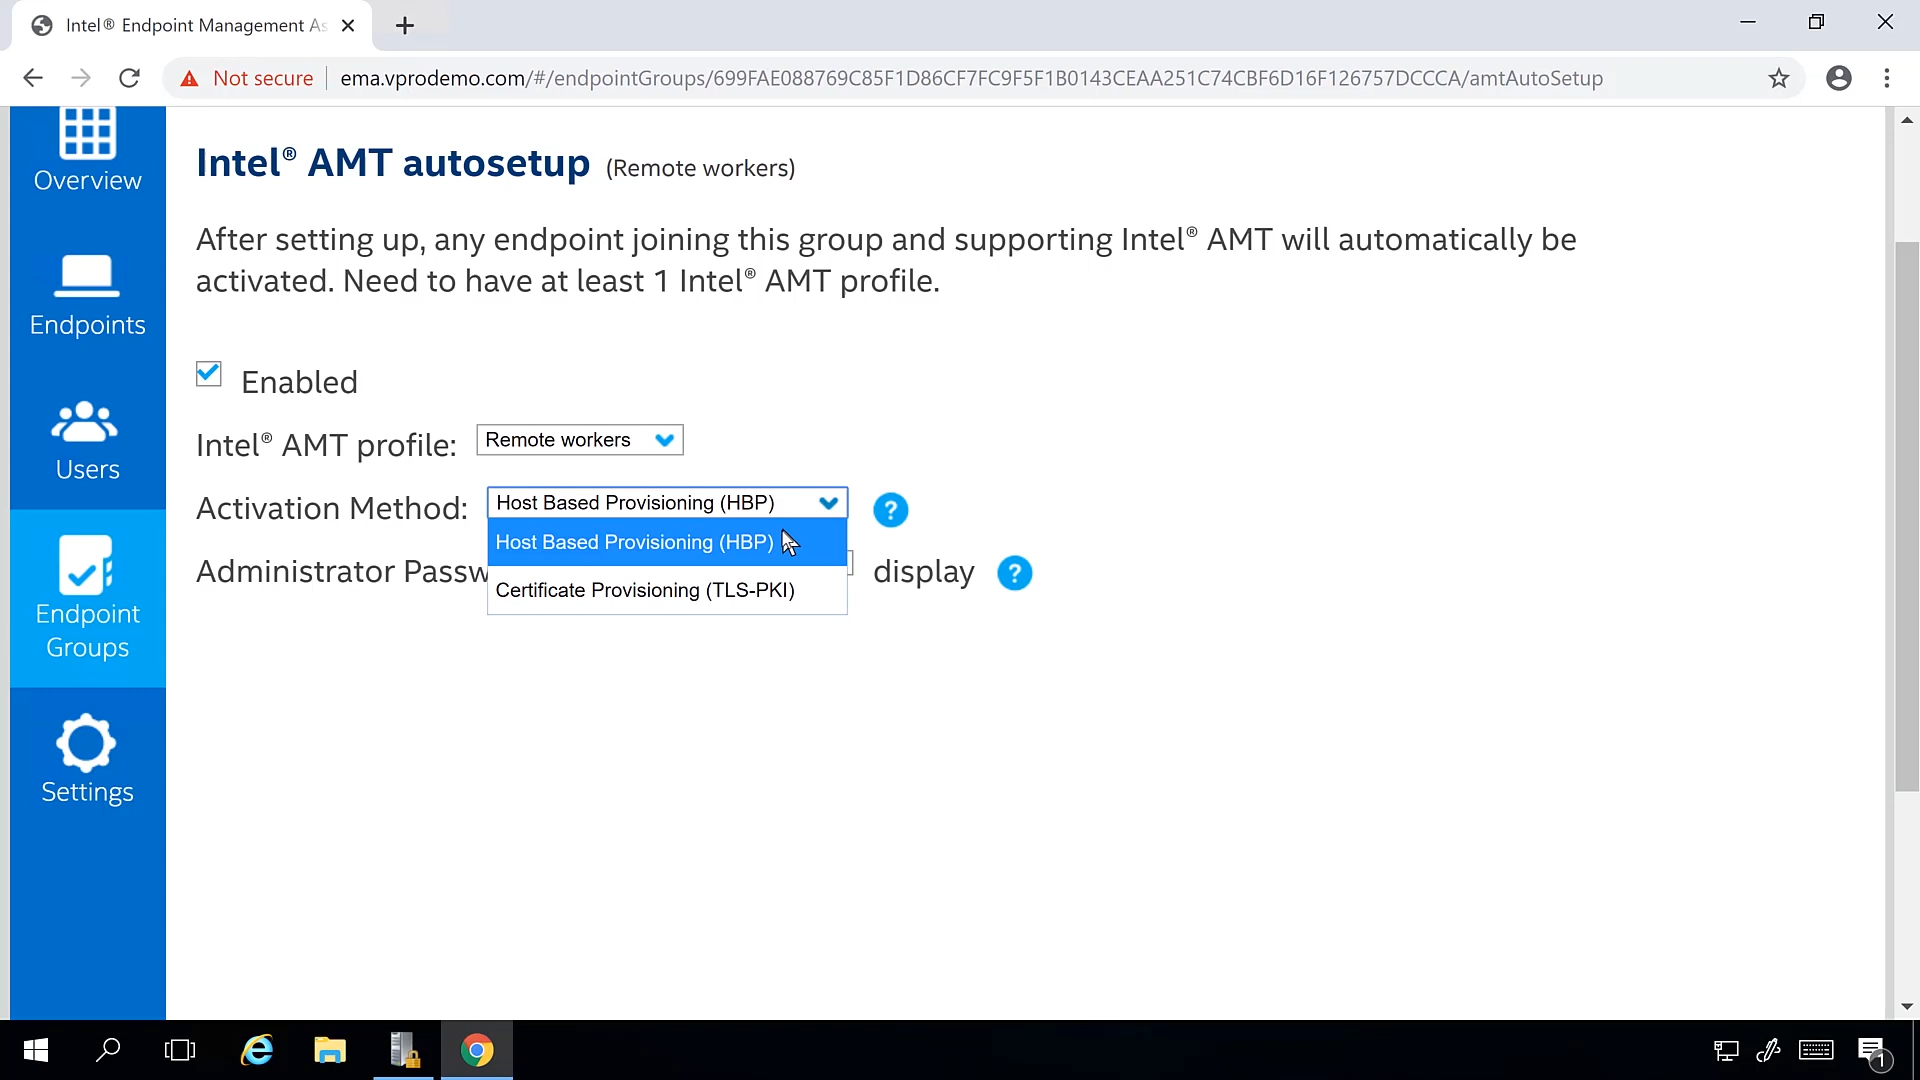 Intel® Endpoint Management As
Not secure
ema.vprodemo.com/#/endpointGroups/699FAE088769C85F1D86CF7FC9F5F1B0143CEAA251C74CBF6D16F126757DCCCA/amtAutoSetup
Overview
Endpoints
Users
Endpoint
Groups
Settings
Intel® AMT autosetup (Remote workers)
After setting up, any endpoint joining this group and supporting Intel® AMT will automatically be
activated. Need to have at least 1 Intel® AMT profile.
Enabled
Intel® AMT profile: Remote workers
Activation Method: Host Based Provisioning (HBP) ?
Host Based Provisioning (HBP)
Certificate Provisioning (TLS-PKI)
Administrator Passw display ?
1